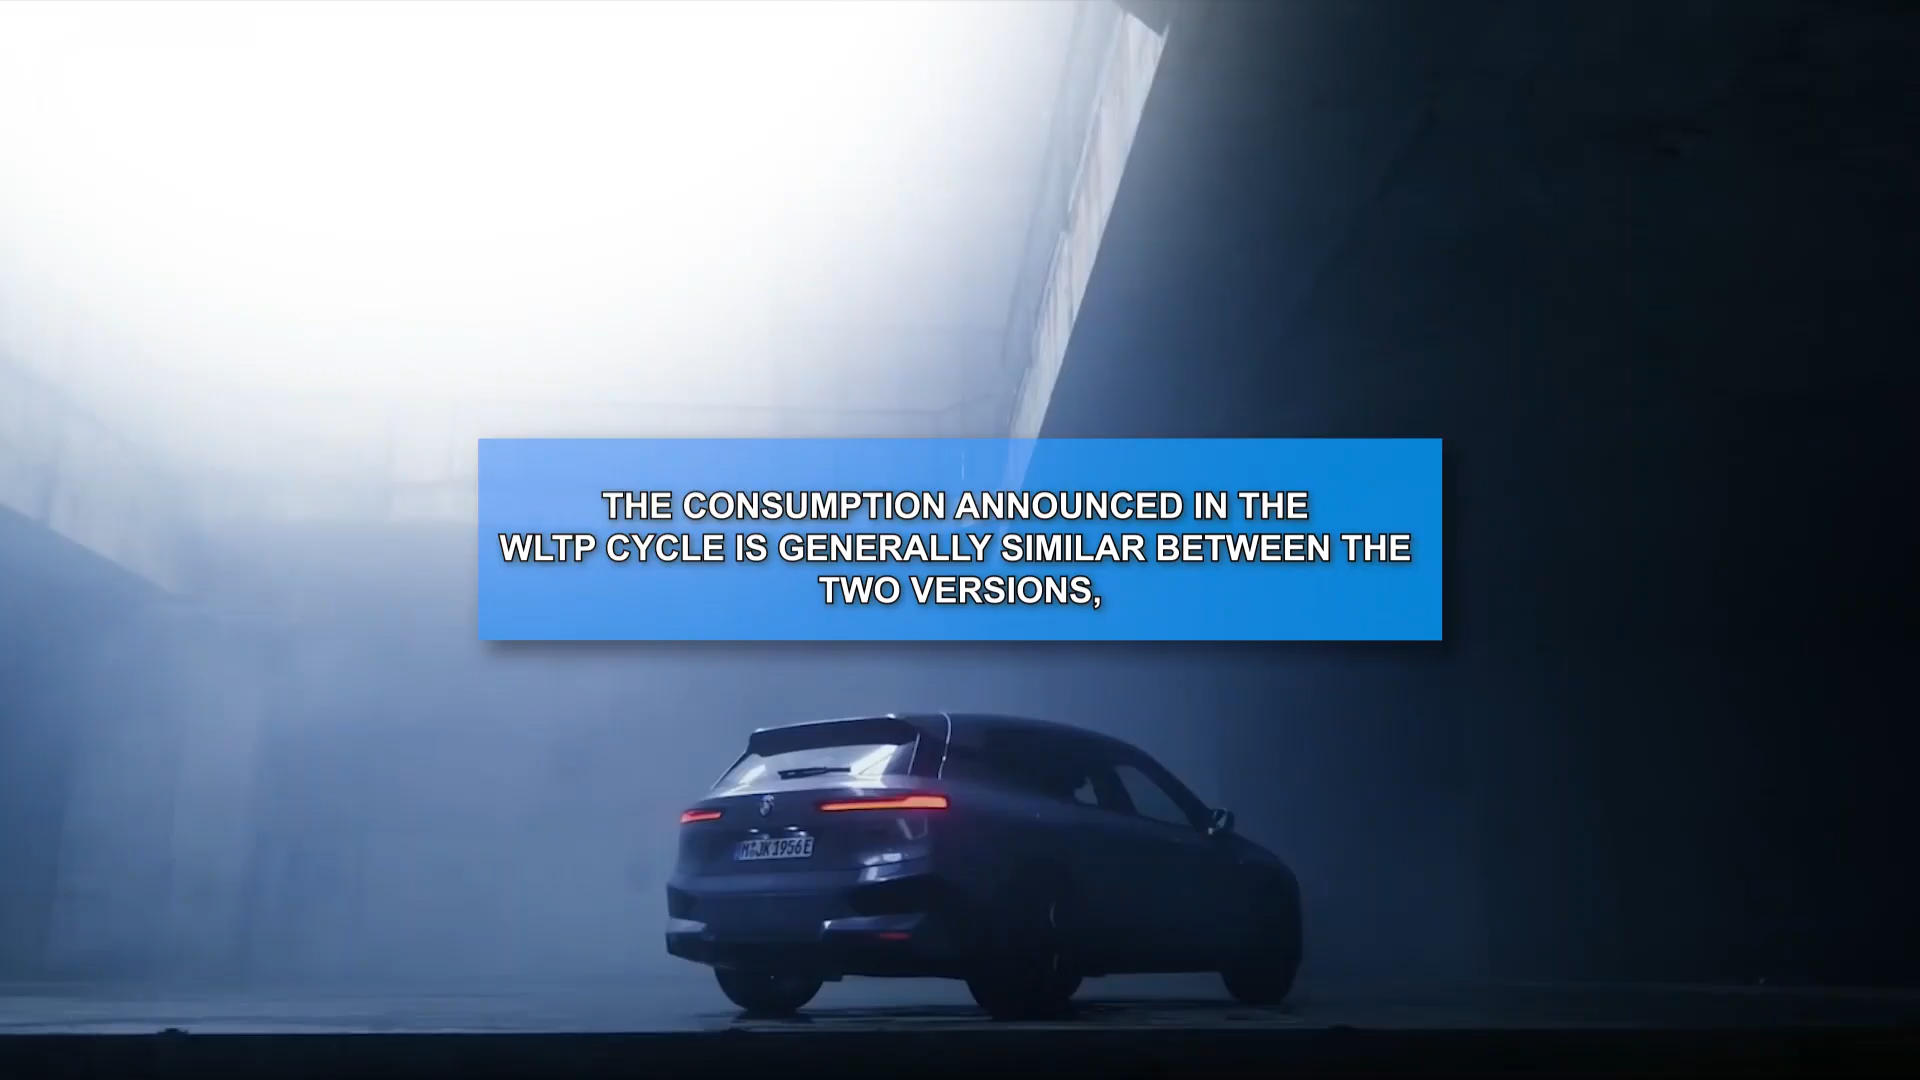 THE CONSUMPTION ANNOUNCED IN THE
WLTP CYCLE IS GENERALLY SIMILAR BETWEEN THE
TWO VERSIONS,
M JK 1956E